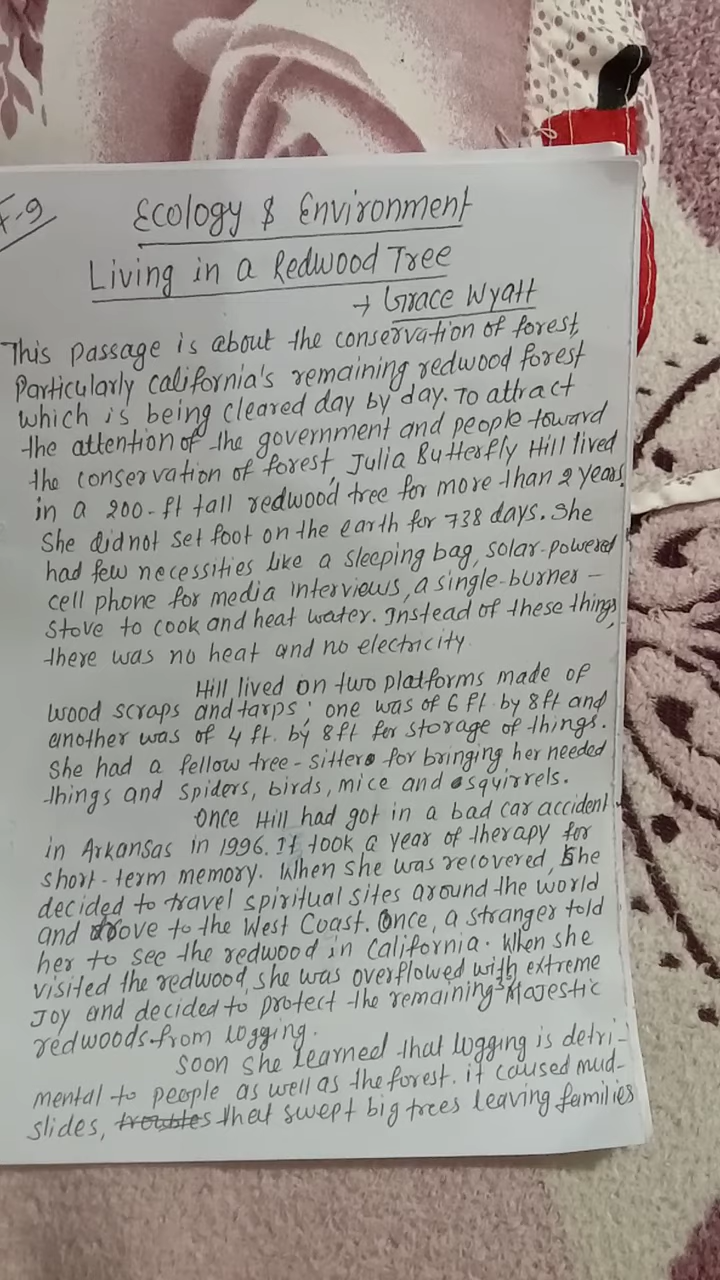 F-9
Ecology & Environment
Living in a Redwood Tree
→ Grace Wyatt
This passage is about the conservation of forest,
Particularly california's remaining redwood forest
which is being cleared day by day. To attract
the attention of the government and people toward
the conservation of forest, Julia Butterfly Hill lived
in a 200-ft tall redwood tree for more than 2 years.
She did not set foot on the earth for 738 days. She
had few necessities like a sleeping bag, solar-powered
cell phone for media interviews, a single-burner -
stove to cook and heat water. Instead of these things,
there was no heat and no electricity.
Hill lived on two platforms made of
wood scraps and tarps; one was of 6 ft by 8ft and
another was of 4 ft. by 8ft for storage of things.
She had a fellow tree-sitters for bringing her needed
things and spiders, birds, mice and squirrels.
Once Hill had got in a bad car accident
in Arkansas in 1996. It took a year of therapy for
short-term memory. When she was recovered, she
decided to travel spiritual sites around the world
and drove to the West Coast. Once, a stranger told
her to see the redwood in California. When she
visited the redwood, she was overflowed with extreme
Joy and decided to protect the remaining Majestic
redwoods from logging.
Soon she learned that logging is detri-
mental to people as well as the forest. it caused mud-
slides, troubles that swept big trees leaving families